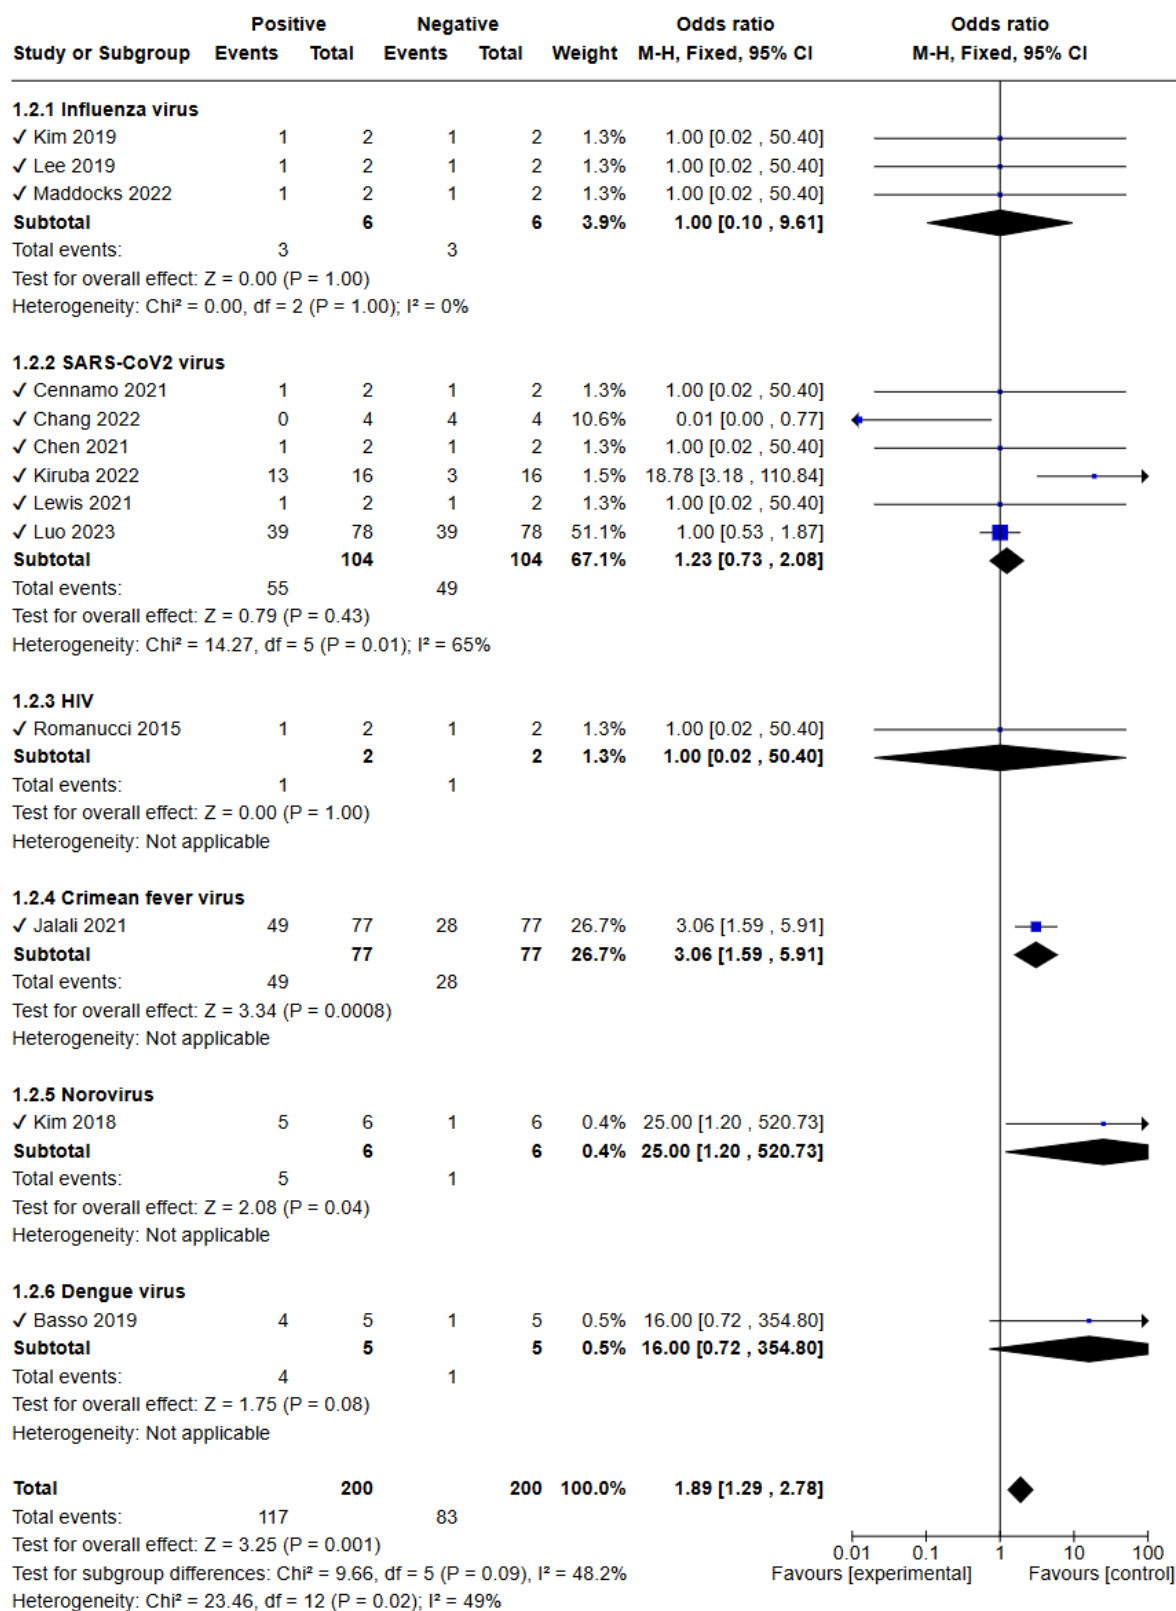 Positive Negative Odds ratio Odds ratio
Study or Subgroup Events Total Events Total Weight M-H, Fixed, 95% CI M-H, Fixed, 95% CI
1.2.1 Influenza virus
✓ Kim 2019 1 2 1 2 1.3% 1.00 [0.02 , 50.40]
✓ Lee 2019 1 2 1 2 1.3% 1.00 [0.02 , 50.40]
✓ Maddocks 2022 1 2 1 2 1.3% 1.00 [0.02 , 50.40]
Subtotal 6 6 3.9% 1.00 [0.10 , 9.61]
Total events: 3 3
Test for overall effect: Z = 0.00 (P = 1.00)
Heterogeneity: Chi² = 0.00, df = 2 (P = 1.00); I² = 0%
1.2.2 SARS-CoV2 virus
✓ Cennamo 2021 1 2 1 2 1.3% 1.00 [0.02 , 50.40]
✓ Chang 2022 0 4 4 4 10.6% 0.01 [0.00 , 0.77]
✓ Chen 2021 1 2 1 2 1.3% 1.00 [0.02 , 50.40]
✓ Kiruba 2022 13 16 3 16 1.5% 18.78 [3.18 , 110.84]
✓ Lewis 2021 1 2 1 2 1.3% 1.00 [0.02 , 50.40]
✓ Luo 2023 39 78 39 78 51.1% 1.00 [0.53 , 1.87]
Subtotal 104 104 67.1% 1.23 [0.73 , 2.08]
Total events: 55 49
Test for overall effect: Z = 0.79 (P = 0.43)
Heterogeneity: Chi² = 14.27, df = 5 (P = 0.01); I² = 65%
1.2.3 HIV
✓ Romanucci 2015 1 2 1 2 1.3% 1.00 [0.02 , 50.40]
Subtotal 2 2 1.3% 1.00 [0.02 , 50.40]
Total events: 1 1
Test for overall effect: Z = 0.00 (P = 1.00)
Heterogeneity: Not applicable
1.2.4 Crimean fever virus
✓ Jalali 2021 49 77 28 77 26.7% 3.06 [1.59 , 5.91]
Subtotal 77 77 26.7% 3.06 [1.59 , 5.91]
Total events: 49 28
Test for overall effect: Z = 3.34 (P = 0.0008)
Heterogeneity: Not applicable
1.2.5 Norovirus
✓ Kim 2018 5 6 1 6 0.4% 25.00 [1.20 , 520.73]
Subtotal 6 6 0.4% 25.00 [1.20 , 520.73]
Total events: 5 1
Test for overall effect: Z = 2.08 (P = 0.04)
Heterogeneity: Not applicable
1.2.6 Dengue virus
✓ Basso 2019 4 5 1 5 0.5% 16.00 [0.72 , 354.80]
Subtotal 5 5 0.5% 16.00 [0.72 , 354.80]
Total events: 4 1
Test for overall effect: Z = 1.75 (P = 0.08)
Heterogeneity: Not applicable
Total 200 200 100.0% 1.89 [1.29 , 2.78]
Total events: 117 83
Test for overall effect: Z = 3.25 (P = 0.001)
Test for subgroup differences: Chi² = 9.66, df = 5 (P = 0.09), I² = 48.2%
Heterogeneity: Chi² = 23.46, df = 12 (P = 0.02); I² = 49%
0.01 0.1 1 10 100
Favours [experimental] Favours [control]